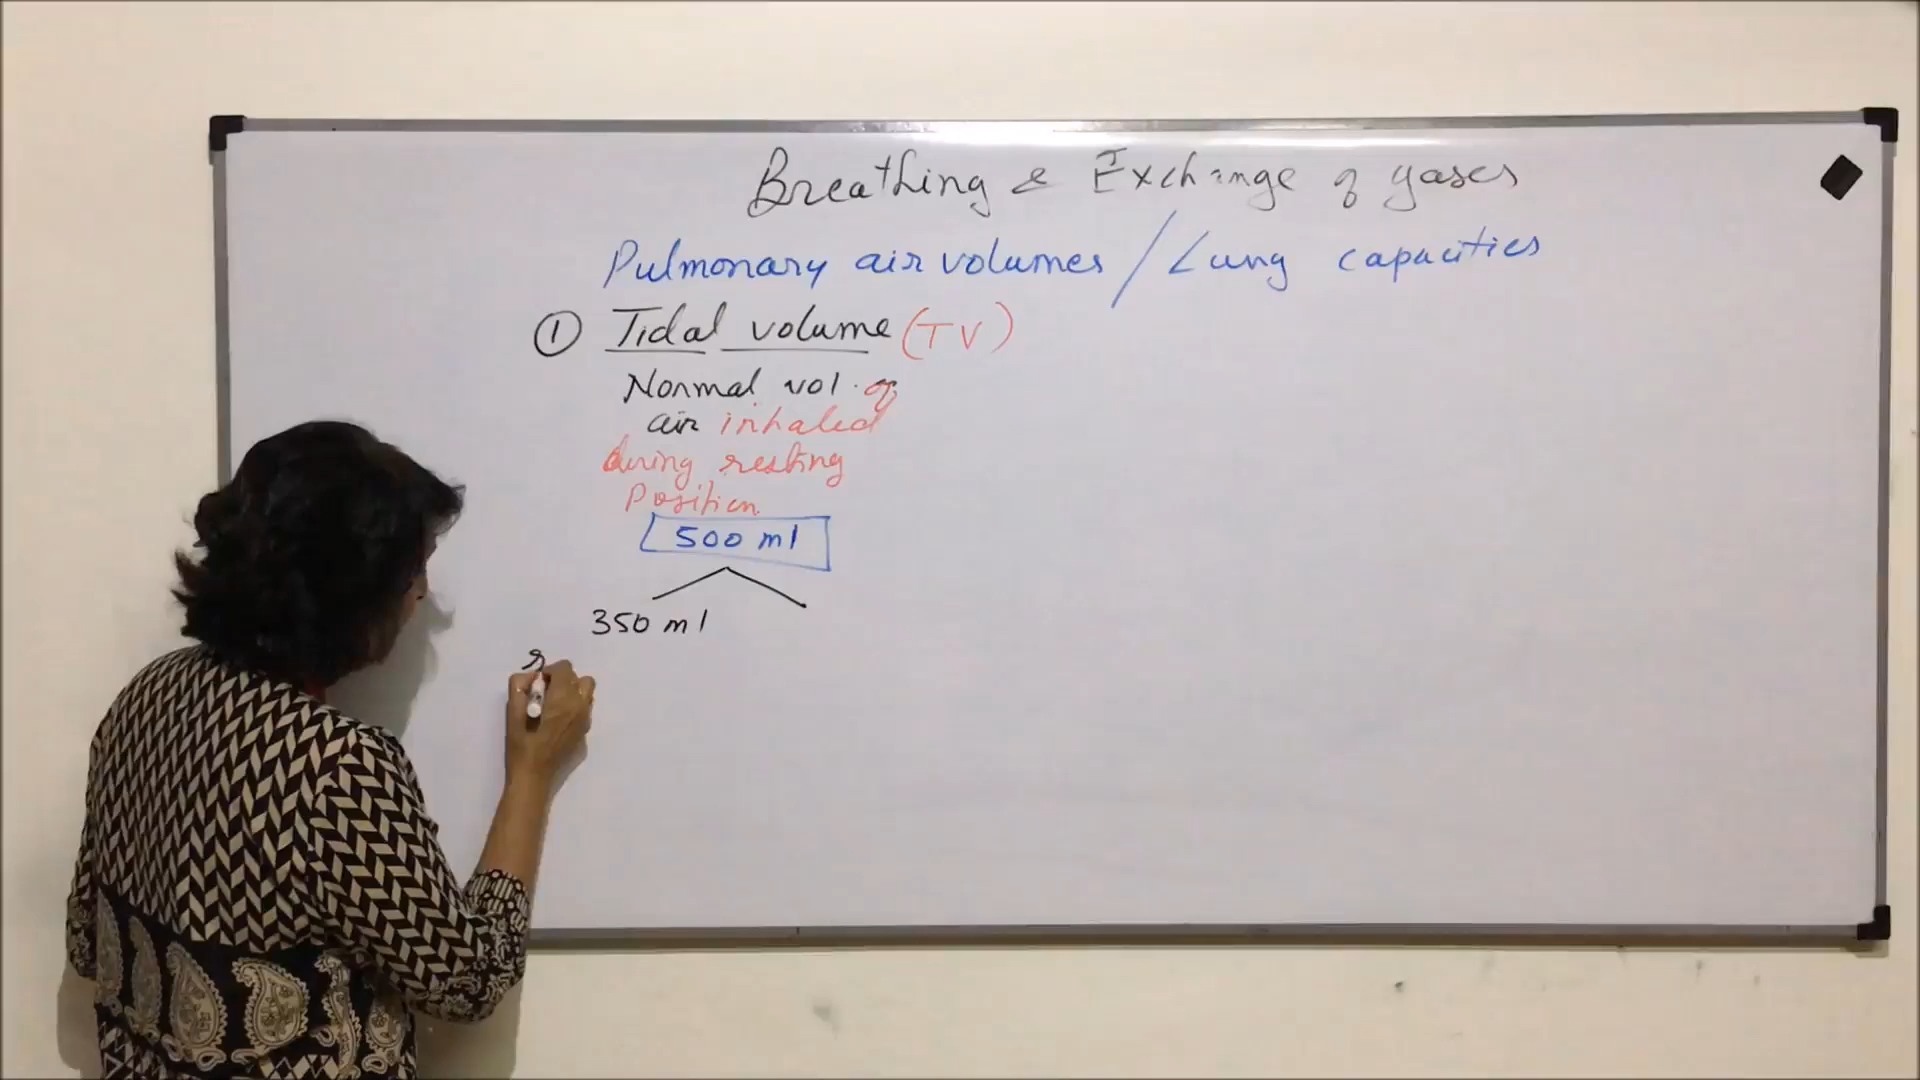 Breathing & Exchange of gases
Pulmonary air volumes / Lung capacities
① Tidal volume (TV)
Normal vol. of
air inhaled
during resting
Position
500 ml
350 ml